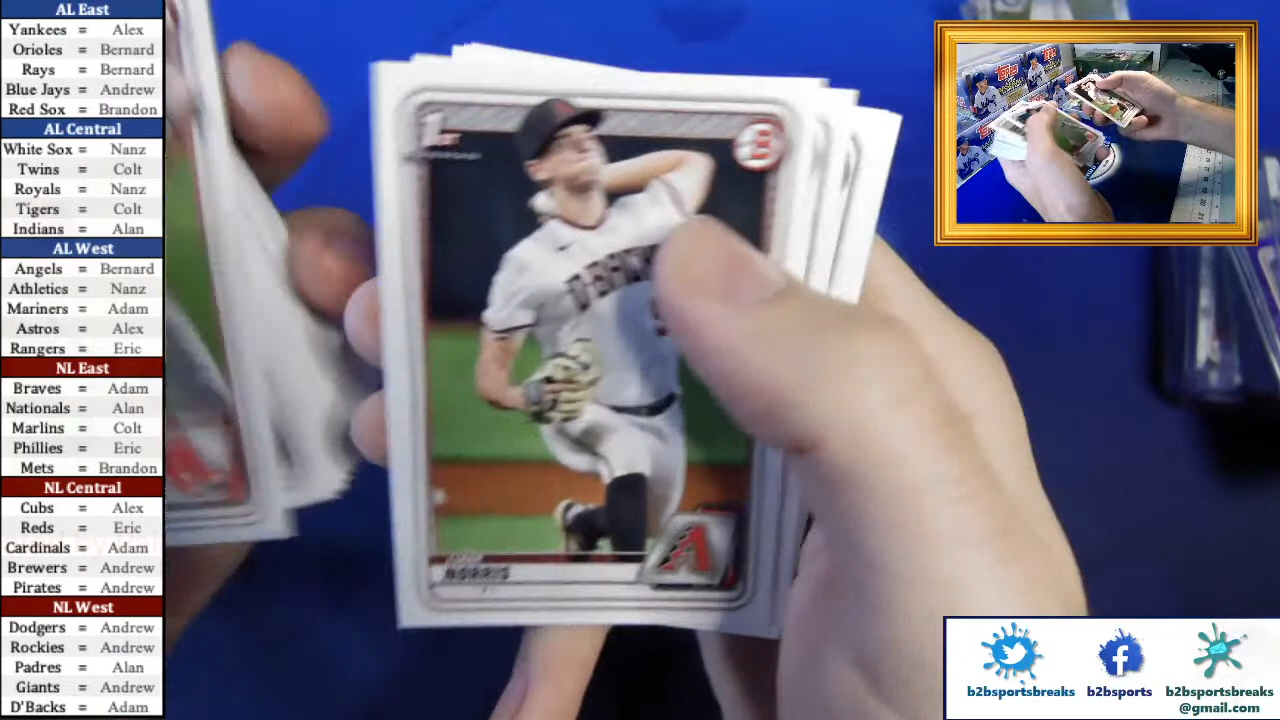 AL East
Yankees = Alex
Orioles = Bernard
Rays = Bernard
Blue Jays = Andrew
Red Sox = Brandon
AL Central
White Sox = Nanz
Twins = Colt
Royals = Nanz
Tigers = Colt
Indians = Alan
AL West
Angels = Bernard
Athletics = Nanz
Mariners = Adam
Astros = Alex
Rangers = Eric
NL East
Braves = Adam
Nationals = Alan
Marlins = Colt
Phillies = Eric
Mets = Brandon
NL Central
Cubs = Alex
Reds = Eric
Cardinals = Adam
Brewers = Andrew
Pirates = Andrew
NL West
Dodgers = Andrew
Rockies = Andrew
Padres = Alan
Giants = Andrew
D'Backs = Adam
1st
B
NORRIS
A
topps
topps
b2bsportsbreaks
b2bsports
b2bsportsbreaks
@gmail.com